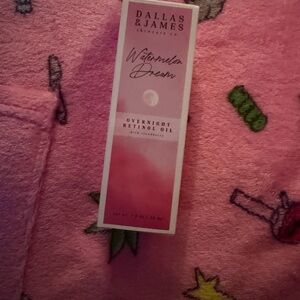 DALLAS
& JAMES
skincare co
Watermelon
Dream
OVERNIGHT
RETINOL OIL